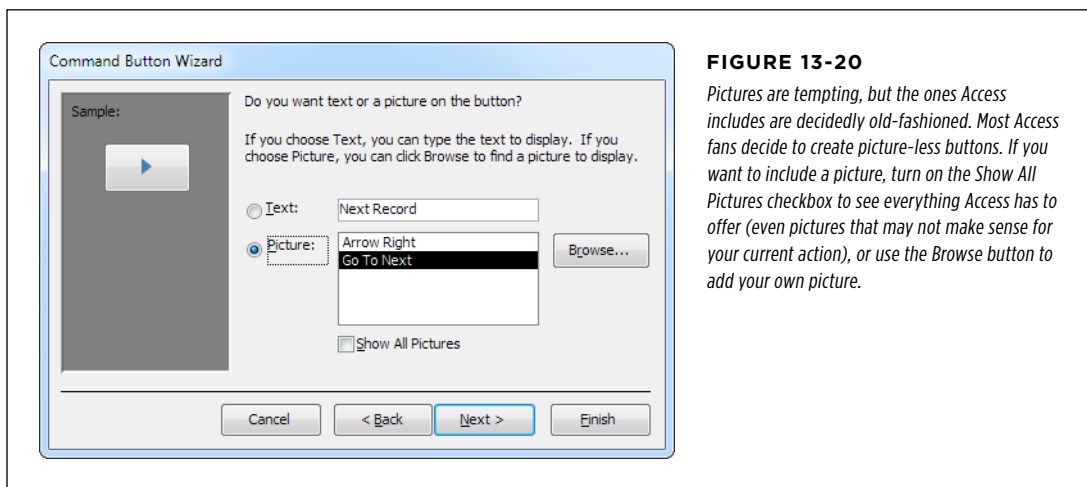 Command Button Wizard
Sample:
Do you want text or a picture on the button?
If you choose Text, you can type the text to display. If you
choose Picture, you can click Browse to find a picture to display.
Text:
Next Record
Picture:
Arrow Right
Go To Next
Browse...
Show All Pictures
Cancel
< Back
Next >
Finish
FIGURE 13-20
Pictures are tempting, but the ones Access
includes are decidedly old-fashioned. Most Access
fans decide to create picture-less buttons. If you
want to include a picture, turn on the Show All
Pictures checkbox to see everything Access has to
offer (even pictures that may not make sense for
your current action), or use the Browse button to
add your own picture.